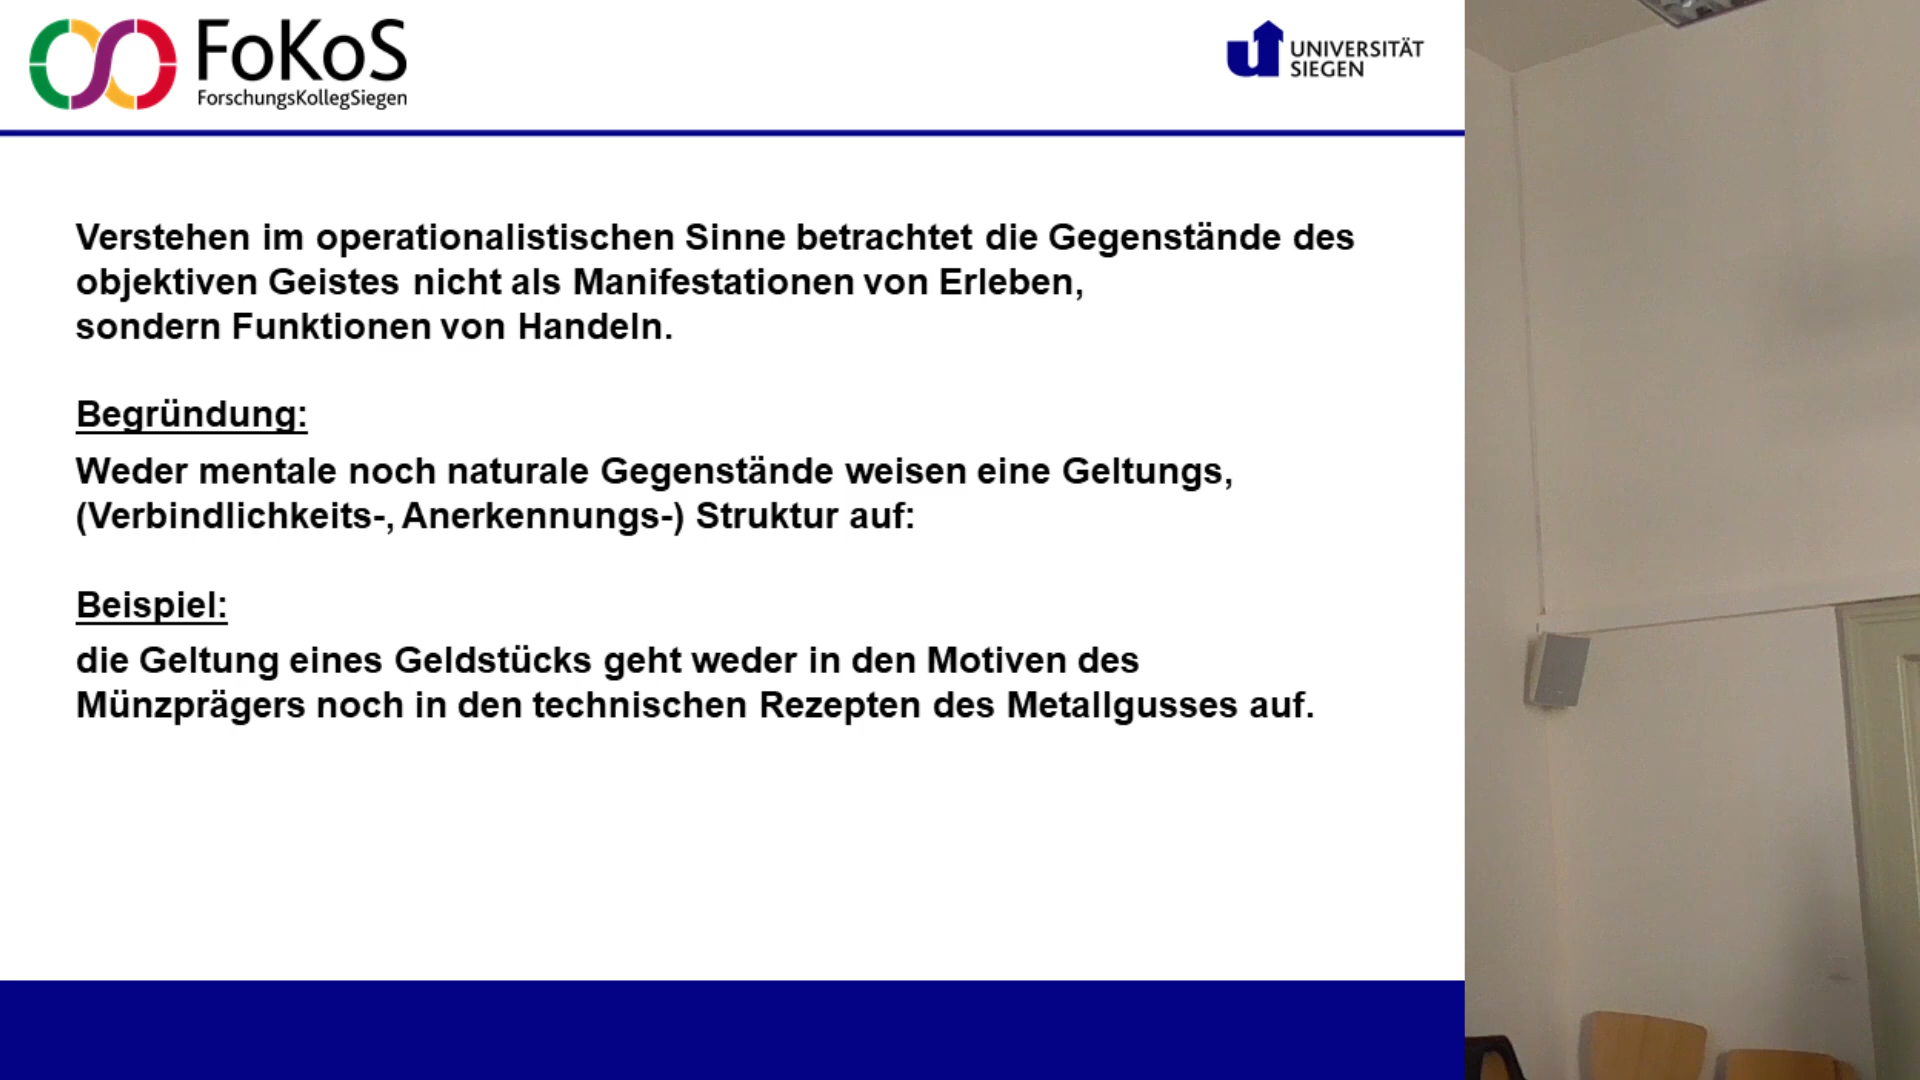 FoKoS
ForschungsKollegSiegen
UNIVERSITÄT
SIEGEN
Verstehen im operationalistischen Sinne betrachtet die Gegenstände des
objektiven Geistes nicht als Manifestationen von Erleben,
sondern Funktionen von Handeln.
Begründung:
Weder mentale noch naturale Gegenstände weisen eine Geltungs,
(Verbindlichkeits-, Anerkennungs-) Struktur auf:
Beispiel:
die Geltung eines Geldstücks geht weder in den Motiven des
Münzprägers noch in den technischen Rezepten des Metallgusses auf.